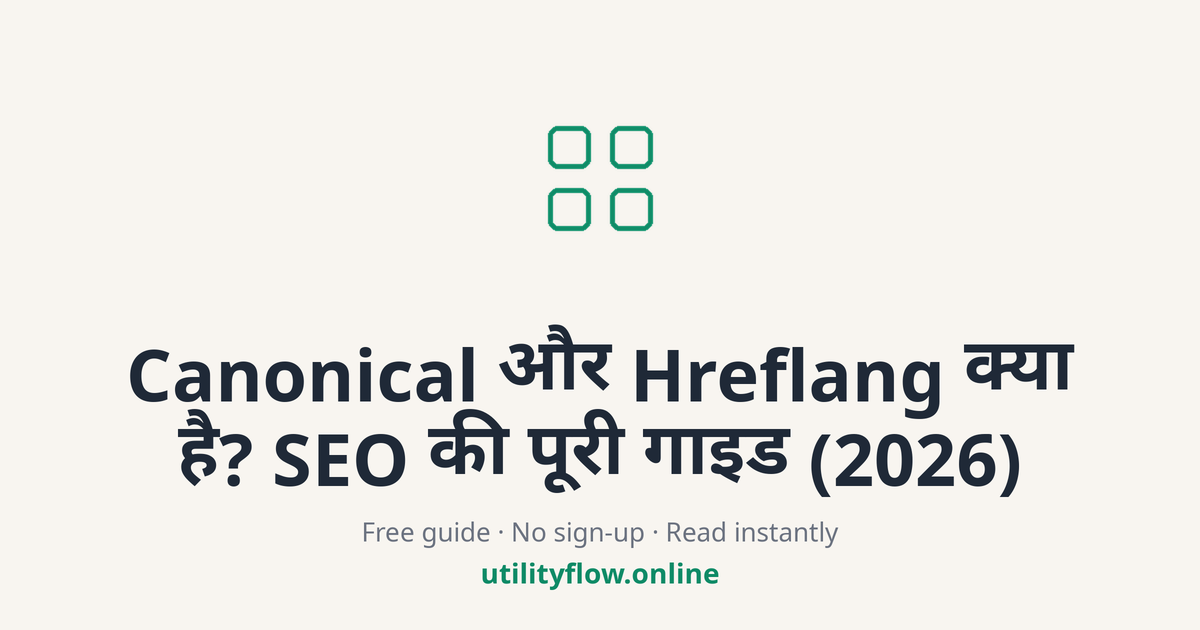 Canonical और Hreflang क्या
है? SEO की पूरी गाइड (2026)
Free guide · No sign-up · Read instantly
utilityflow.online